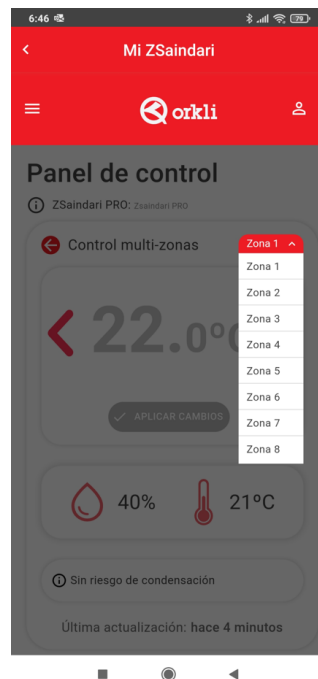 6:46 79
Mi ZSaindari
orkli
Panel de control
ZSaindari PRO: Zsaindari PRO
Control multi-zonas Zona 1
Zona 1
Zona 2
Zona 3
Zona 4
Zona 5
Zona 6
Zona 7
Zona 8
22.0º
APLICAR CAMBIOS
40% 21ºC
Sin riesgo de condensación
Última actualización: hace 4 minutos